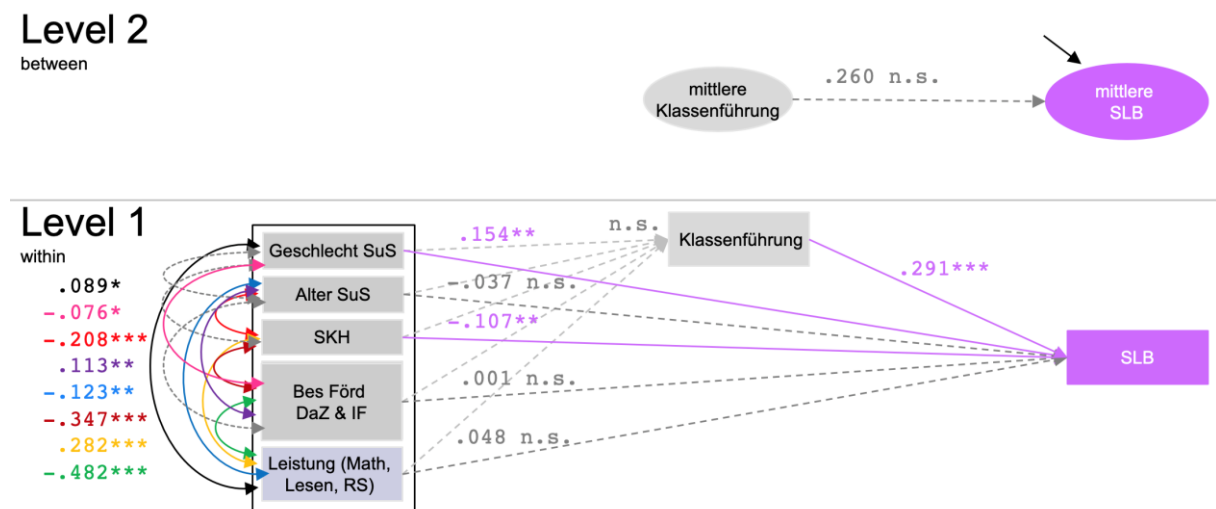 Level 2
between
.260 n.s.
mittlere
Klassenführung
mittlere
SLB
Level 1
within
.089*
-.076*
-.208***
.113**
-.123**
-.347***
.282***
-.482***
Geschlecht SuS
Alter SuS
SKH
Bes Förd
DaZ & IF
Leistung (Math,
Lesen, RS)
.154**
n.s.
-.037 n.s.
-.107**
.001 n.s.
.048 n.s.
Klassenführung
.291***
SLB